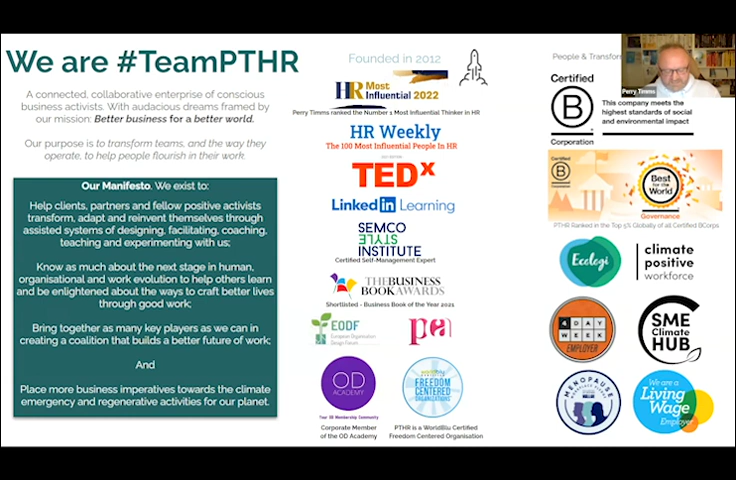 We are #TeamPTHR
A connected, collaborative enterprise of conscious
business activists. With audacious dreams framed by
our mission: Better business for a better world.
Our purpose is to transform teams, and the way they
operate, to help people flourish in their work.
Our Manifesto. We exist to:
Help clients, partners and fellow positive activists
transform, adapt and reinvent themselves through
assisted systems of designing, facilitating, coaching,
teaching and experimenting with us;
Know as much about the next stage in human,
organisational and work evolution to help others learn
and be enlightened about the ways to craft better lives
through good work;
Bring together as many key players as we can in
creating a coalition that builds a better future of work;
And
Place more business imperatives towards the climate
emergency and regenerative activities for our planet.
Founded in 2012
HR Most
Influential 2022
Perry Timms ranked the Number 1 Most Influential Thinker in HR
HR Weekly
The 100 Most Influential People In HR
TEDx
LinkedIn Learning
SEMCO
STYLE
INSTITUTE
Certified Self-Management Expert
THE BUSINESS
BOOK AWARDS
Shortlisted - Business Book of the Year 2021
EODF
European Organisation
Design Forum
OD
ACADEMY
Your OD Membership Community
Corporate Member
of the OD Academy
worldblu
FREEDOM
CENTERED
ORGANIZATIONS
PTHR is a WorldBlu Certified
Freedom Centered Organisation
People & Transfor
Perry Timms
Certified
B
Corporation
This company meets the
highest standards of social
and environmental impact
Certified
B
Corporation
Best
for the
World
Governance
PTHR Ranked in the Top 5% Globally of all Certified BCorps
Ecologi
climate
positive
workforce
4 DAY
WEEK
EMPLOYER
SME
Climate
HUB
MENOPAUSE
We are a
Living
Wage
Employer